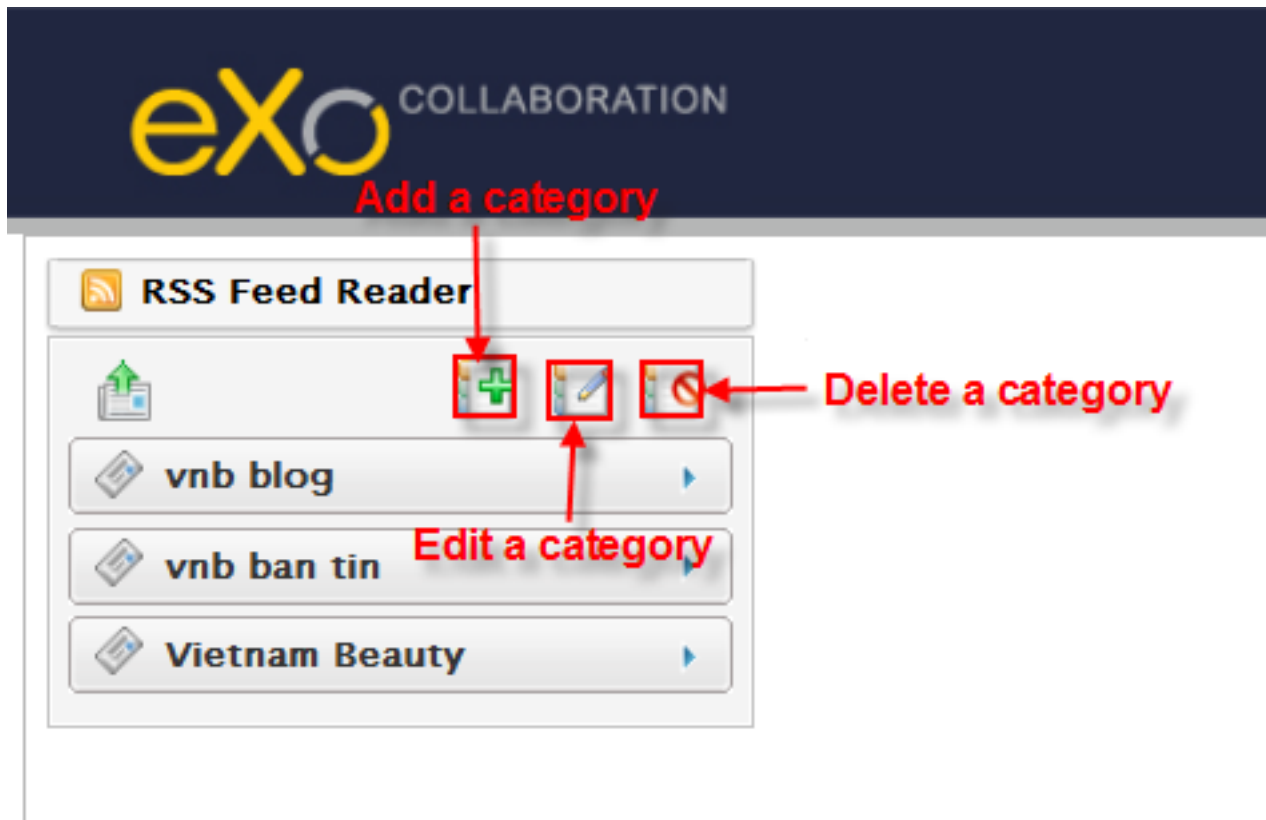 eXo COLLABORATION
Add a category
RSS Feed Reader
Delete a category
vnb blog
Edit a category
vnb ban tin
Vietnam Beauty